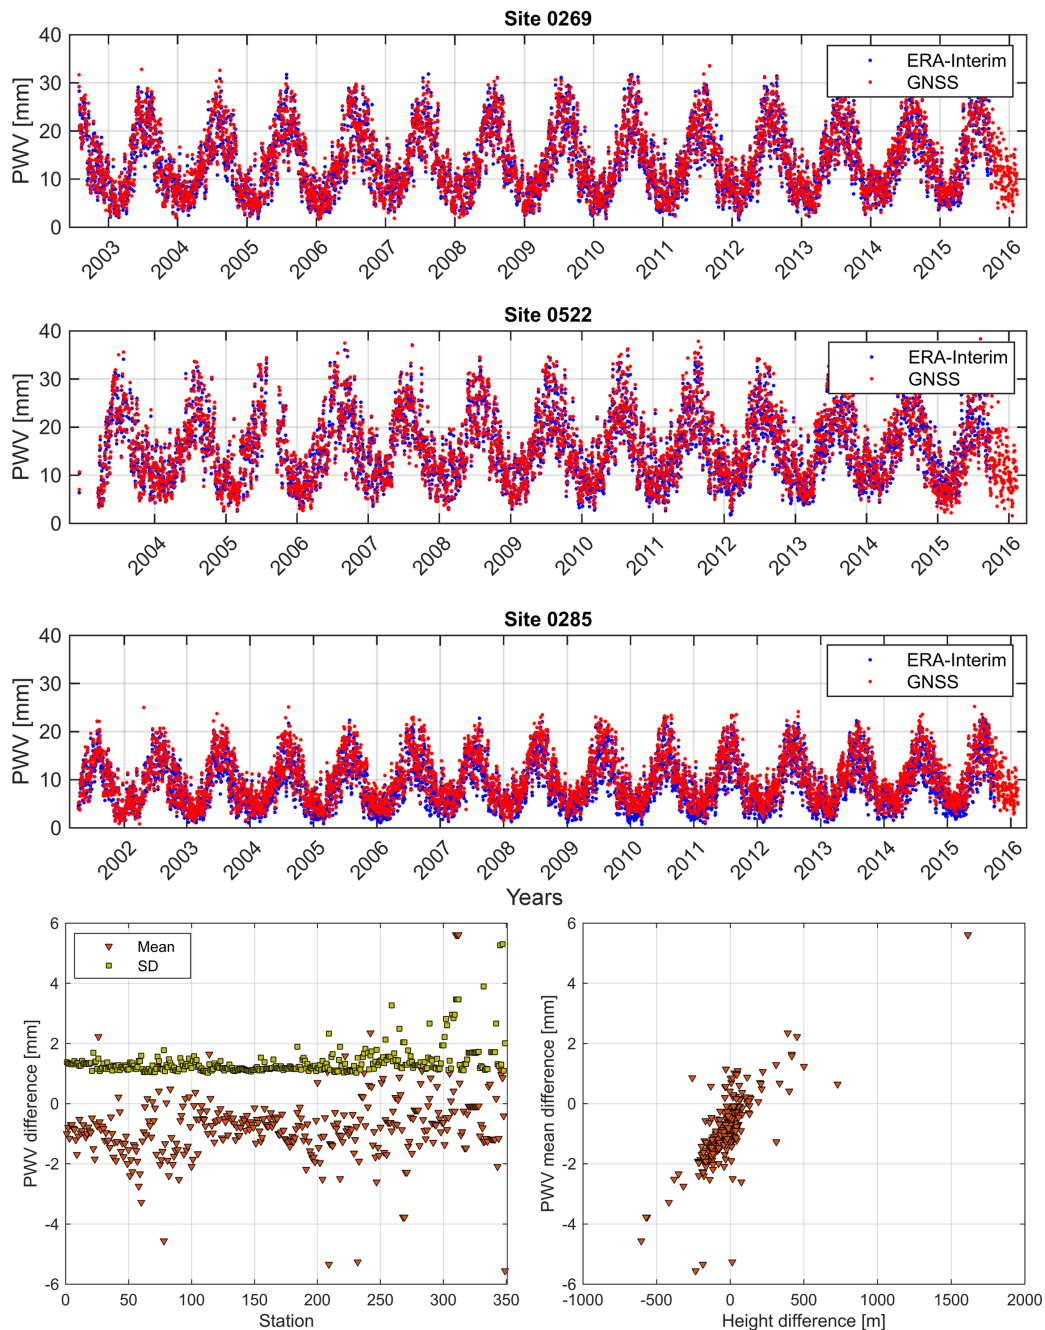 Site 0269
PWV [mm]
40
30
20
10
0
ERA-Interim
GNSS
2003 2004 2005 2006 2007 2008 2009 2010 2011 2012 2013 2014 2015 2016
Site 0522
PWV [mm]
40
30
20
10
0
ERA-Interim
GNSS
2004 2005 2006 2007 2008 2009 2010 2011 2012 2013 2014 2015 2016
Site 0285
PWV [mm]
40
30
20
10
0
ERA-Interim
GNSS
2002 2003 2004 2005 2006 2007 2008 2009 2010 2011 2012 2013 2014 2015 2016
Years
PWV difference [mm]
6
4
2
0
-2
-4
-6
Mean
SD
0 50 100 150 200 250 300 350
Station
PWV mean difference [mm]
6
4
2
0
-2
-4
-6
-1000 -500 0 500 1000 1500 2000
Height difference [m]